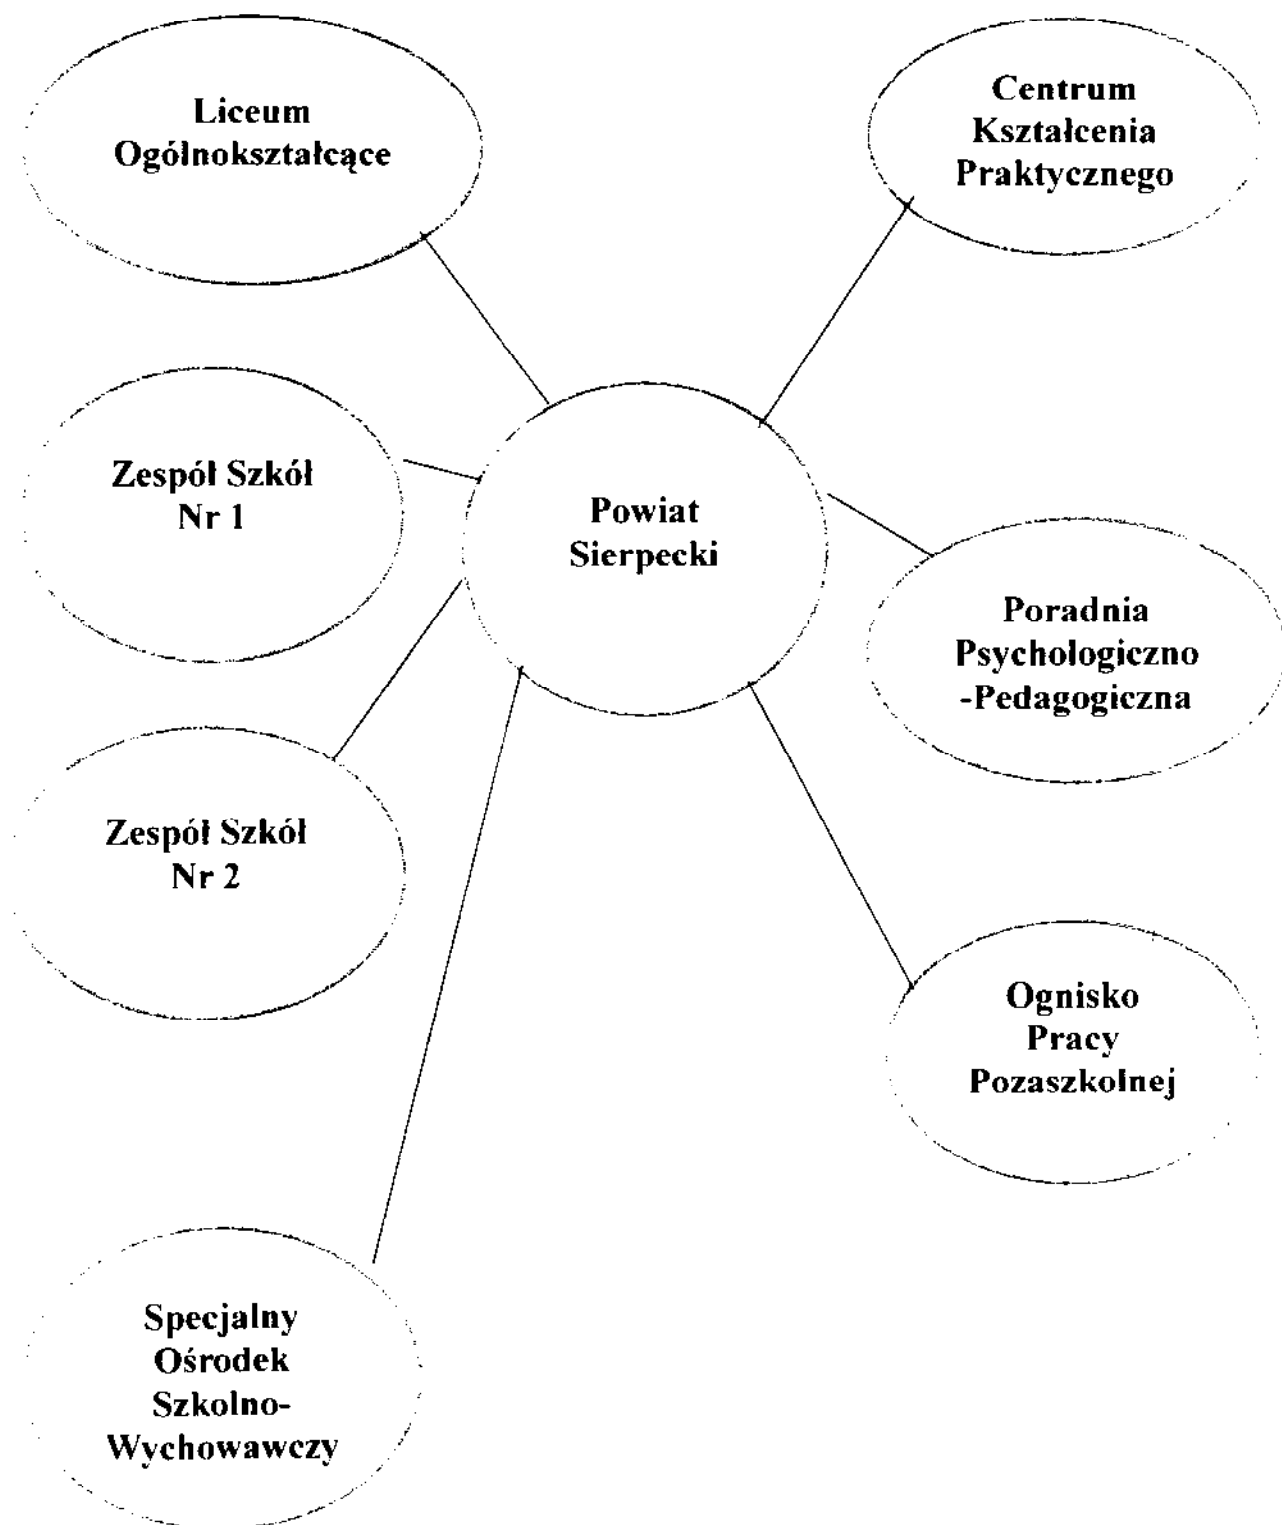 Liceum
Ogólnokształcące
Centrum
Kształcenia
Praktycznego
Zespół Szkół
Nr 1
Powiat
Sierpecki
Poradnia
Psychologiczno
-Pedagogiczna
Zespół Szkół
Nr 2
Ognisko
Pracy
Pozaszkolnej
Specjalny
Ośrodek
Szkolno-
Wychowawczy